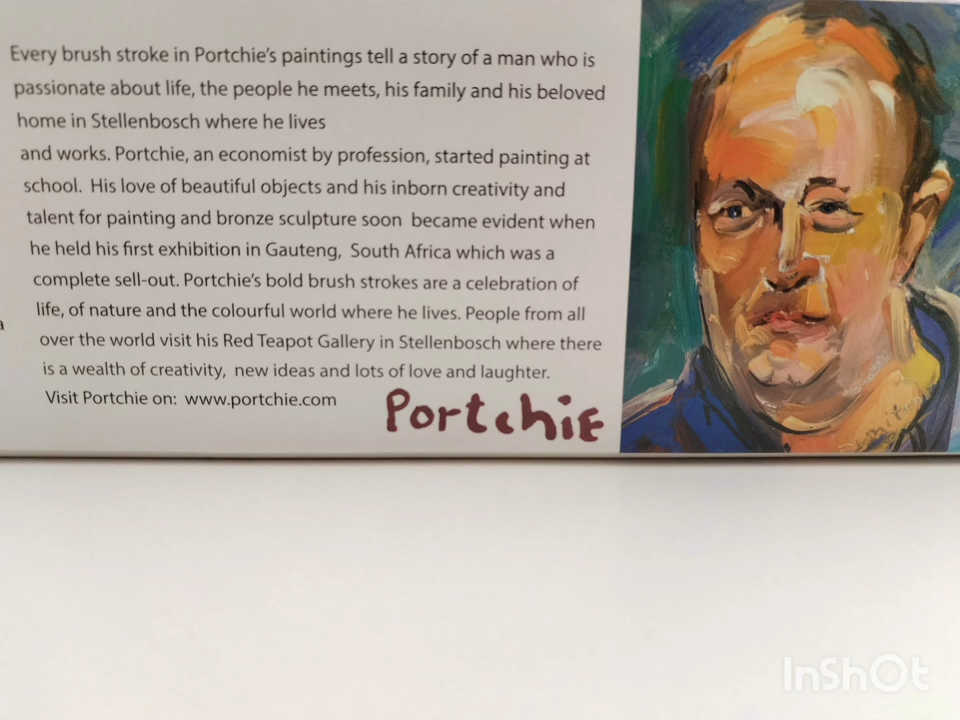 Every brush stroke in Portchie's paintings tell a story of a man who is
passionate about life, the people he meets, his family and his beloved
home in Stellenbosch where he lives
and works. Portchie, an economist by profession, started painting at
school. His love of beautiful objects and his inborn creativity and
talent for painting and bronze sculpture soon became evident when
he held his first exhibition in Gauteng, South Africa which was a
complete sell-out. Portchie's bold brush strokes are a celebration of
life, of nature and the colourful world where he lives. People from all
a
over the world visit his Red Teapot Gallery in Stellenbosch where there
is a wealth of creativity, new ideas and lots of love and laughter.
Visit Portchie on: www.portchie.com
PortchiE
InShOt